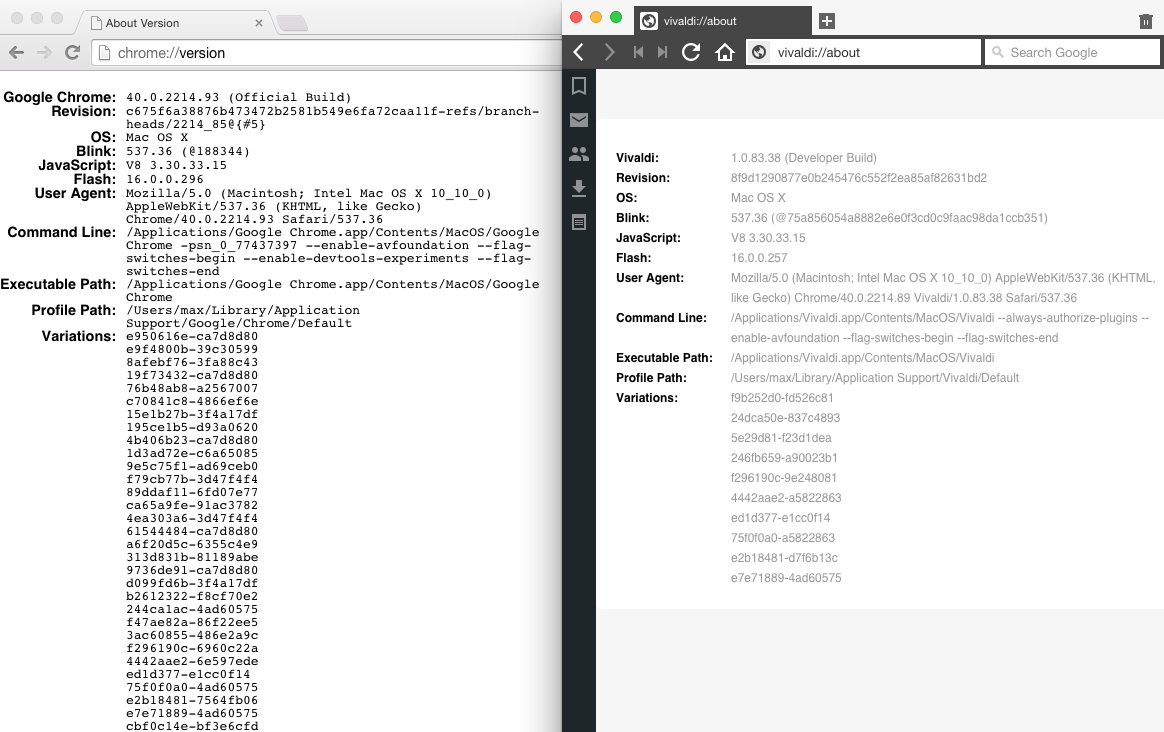 About Version
chrome://version
Google Chrome: 40.0.2214.93 (Official Build)
Revision: c675f6a38876b473472b2581b549e6fa72caa11f-refs/branch-
heads/2214_85@{#5}
OS: Mac OS X
Blink: 537.36 (@188344)
JavaScript: V8 3.30.33.15
Flash: 16.0.0.296
User Agent: Mozilla/5.0 (Macintosh; Intel Mac OS X 10_10_0)
AppleWebKit/537.36 (KHTML, like Gecko)
Chrome/40.0.2214.93 Safari/537.36
Command Line: /Applications/Google Chrome.app/Contents/MacOS/Google
Chrome -psn_0_77437397 --enable-avfoundation --flag-
switches-begin --enable-devtools-experiments --flag-
switches-end
Executable Path: /Applications/Google Chrome.app/Contents/MacOS/Google
Chrome
Profile Path: /Users/max/Library/Application
Support/Google/Chrome/Default
Variations: e950616e-ca7d8d80
e9f4800b-39c30599
8afebf76-3fa88c43
19f73432-ca7d8d80
76b48ab8-a2567007
c70841c8-4866ef6e
15e1b27b-3f4a17df
195ce1b5-d93a0620
4b406b23-ca7d8d80
1d3ad72e-c6a65085
9e5c75f1-ad69ceb0
f79cb77b-3d47f4f4
89ddaf11-6fd07e77
ca65a9fe-91ac3782
4ea303a6-3d47f4f4
61544484-ca7d8d80
a6f20d5c-6355c4e9
313d831b-81189abe
9736de91-ca7d8d80
d099fd6b-3f4a17df
b2612322-f8cf70e2
244ca1ac-4ad60575
f47ae82a-86f22ee5
3ac60855-486e2a9c
f296190c-6960c22a
4442aae2-6e597ede
ed1d377-e1cc0f14
75f0f0a0-4ad60575
e2b18481-7564fb06
e7e71889-4ad60575
cbf0c14e-bf3e6cfd
vivaldi://about
vivaldi://about
Search Google
Vivaldi: 1.0.83.38 (Developer Build)
Revision: 8f9d1290877e0b245476c552f2ea85af82631bd2
OS: Mac OS X
Blink: 537.36 (@75a856054a8882e6e0f3cd0c9faac98da1ccb351)
JavaScript: V8 3.30.33.15
Flash: 16.0.0.257
User Agent: Mozilla/5.0 (Macintosh; Intel Mac OS X 10_10_0) AppleWebKit/537.36 (KHTML,
like Gecko) Chrome/40.0.2214.89 Vivaldi/1.0.83.38 Safari/537.36
Command Line: /Applications/Vivaldi.app/Contents/MacOS/Vivaldi --always-authorize-plugins --
enable-avfoundation --flag-switches-begin --flag-switches-end
Executable Path: /Applications/Vivaldi.app/Contents/MacOS/Vivaldi
Profile Path: /Users/max/Library/Application Support/Vivaldi/Default
Variations: f9b252d0-fd526c81
24dca50e-837c4893
5e29d81-f23d1dea
246fb659-a90023b1
f296190c-9e248081
4442aae2-a5822863
ed1d377-e1cc0f14
75f0f0a0-a5822863
e2b18481-d7f6b13c
e7e71889-4ad60575